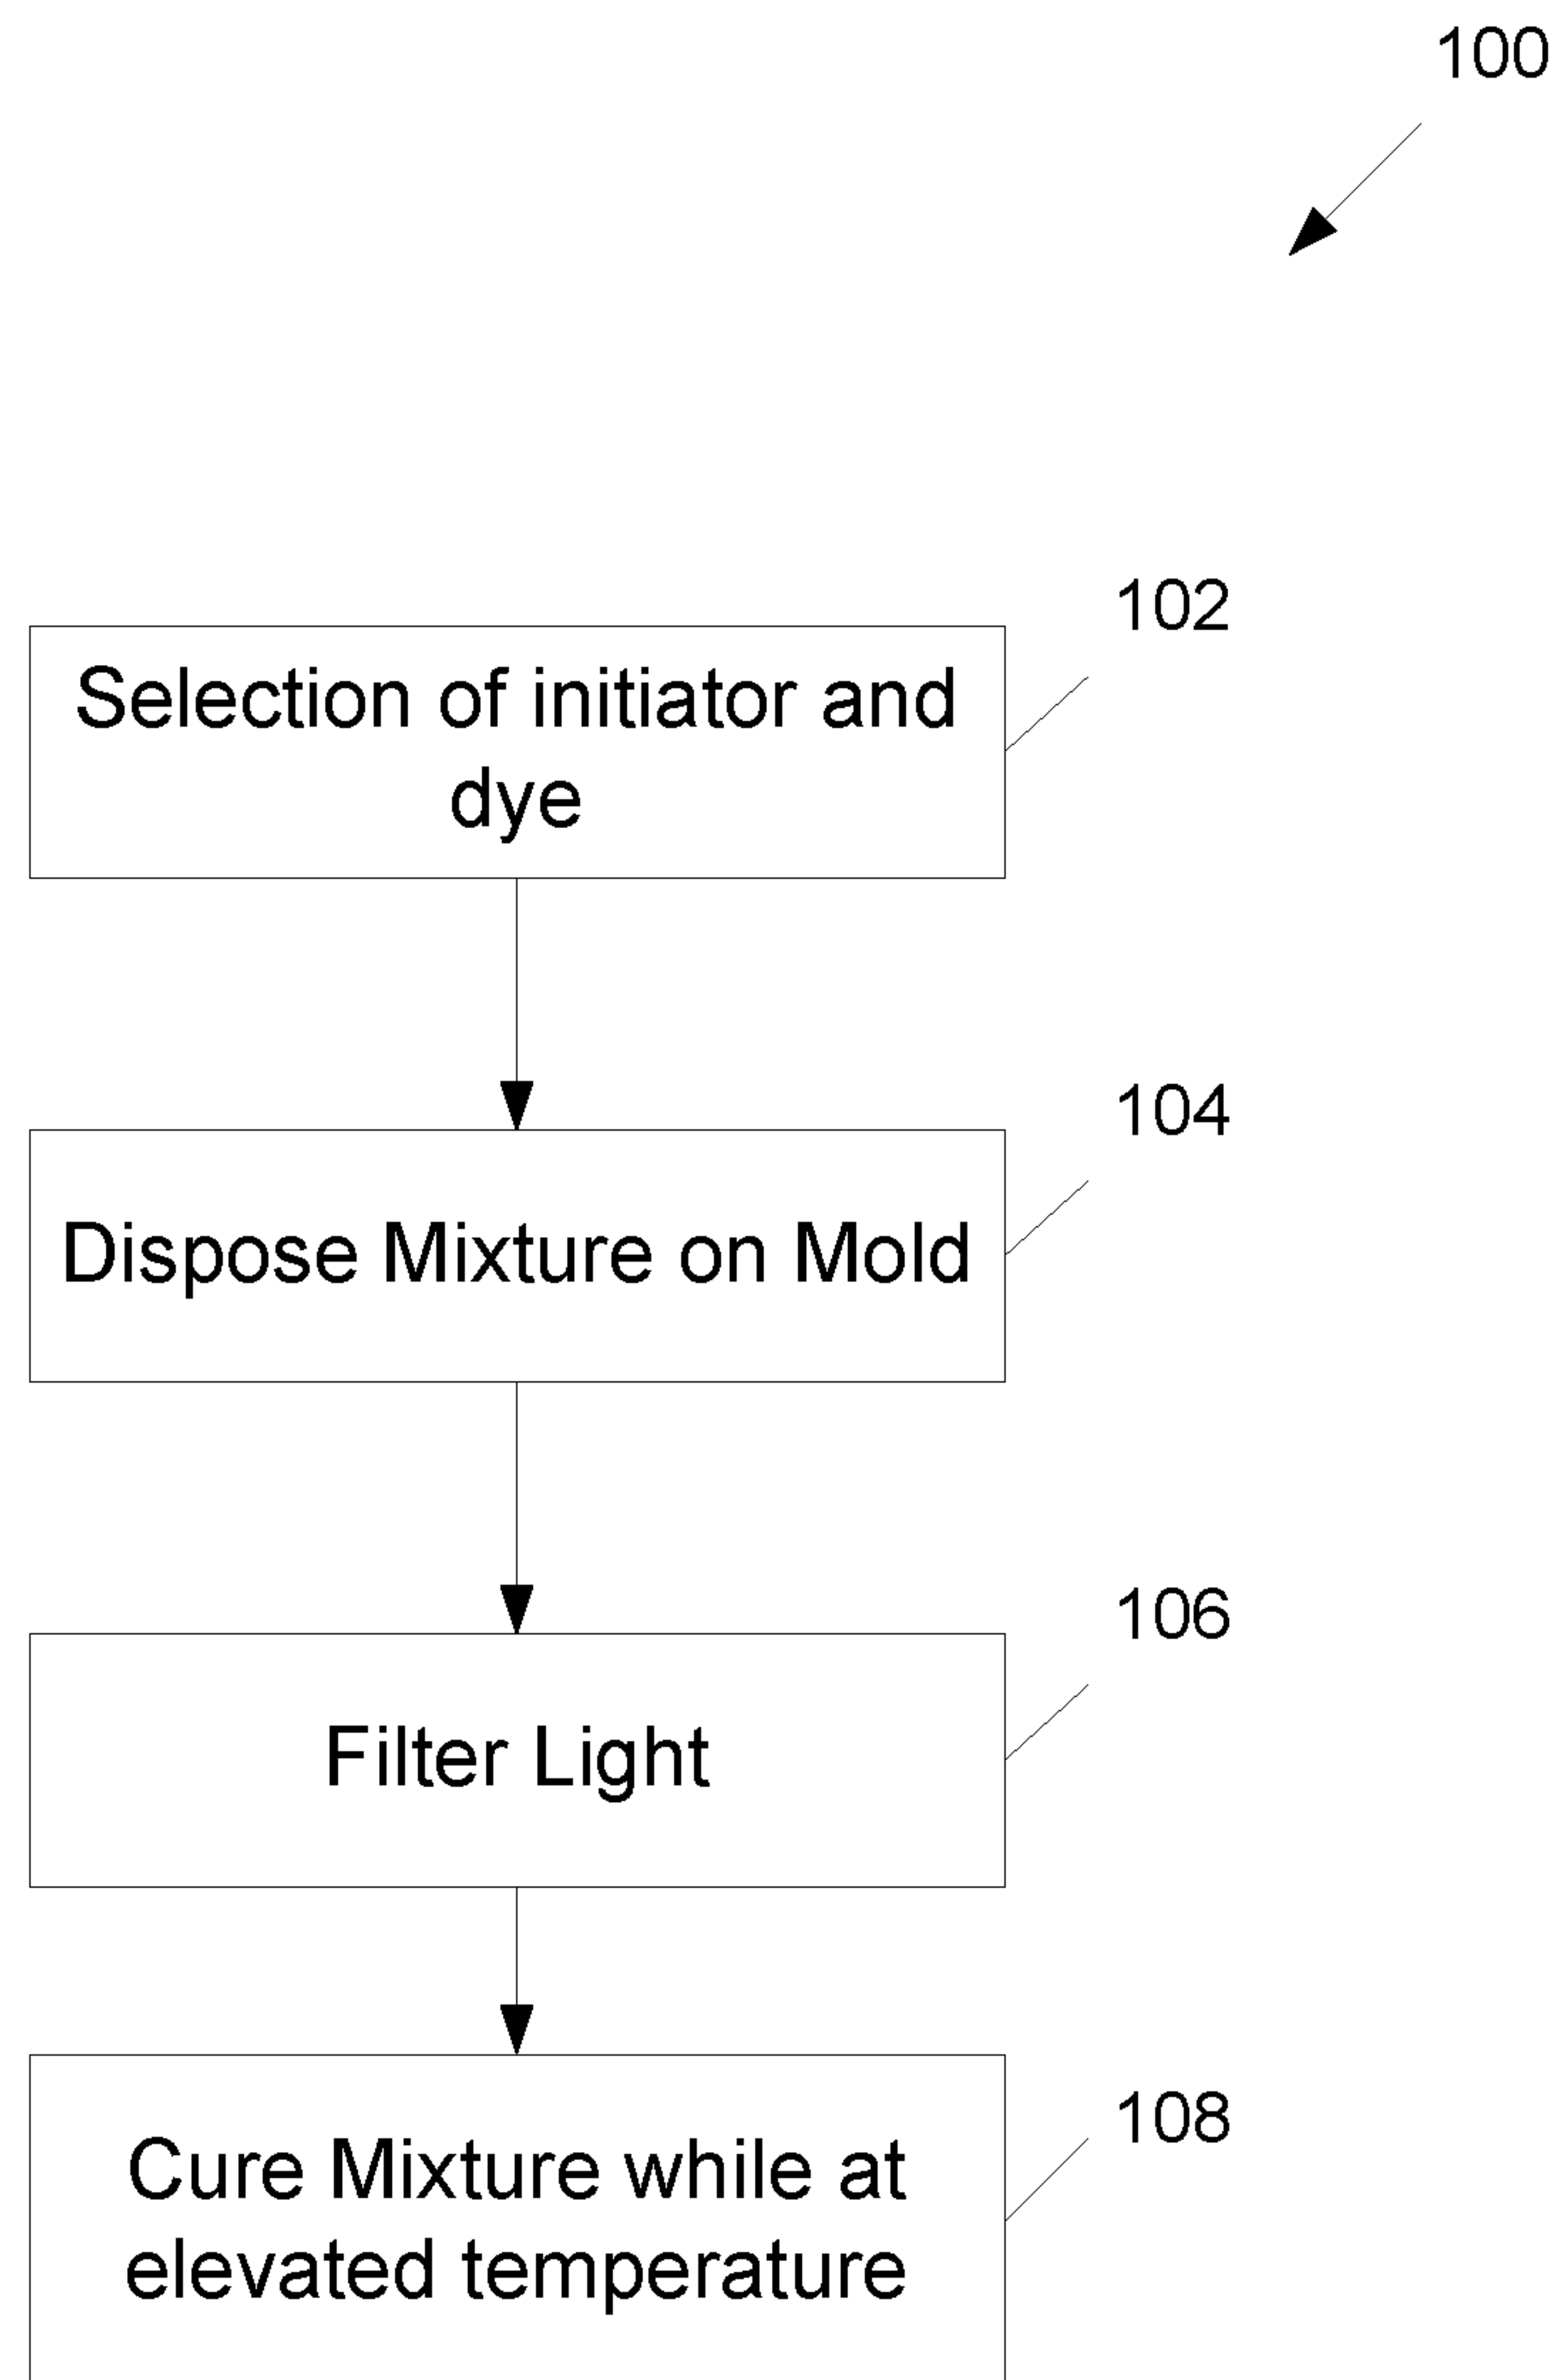 100
102
Selection of initiator and
dye
104
Dispose Mixture on Mold
106
Filter Light
108
Cure Mixture while at
elevated temperature